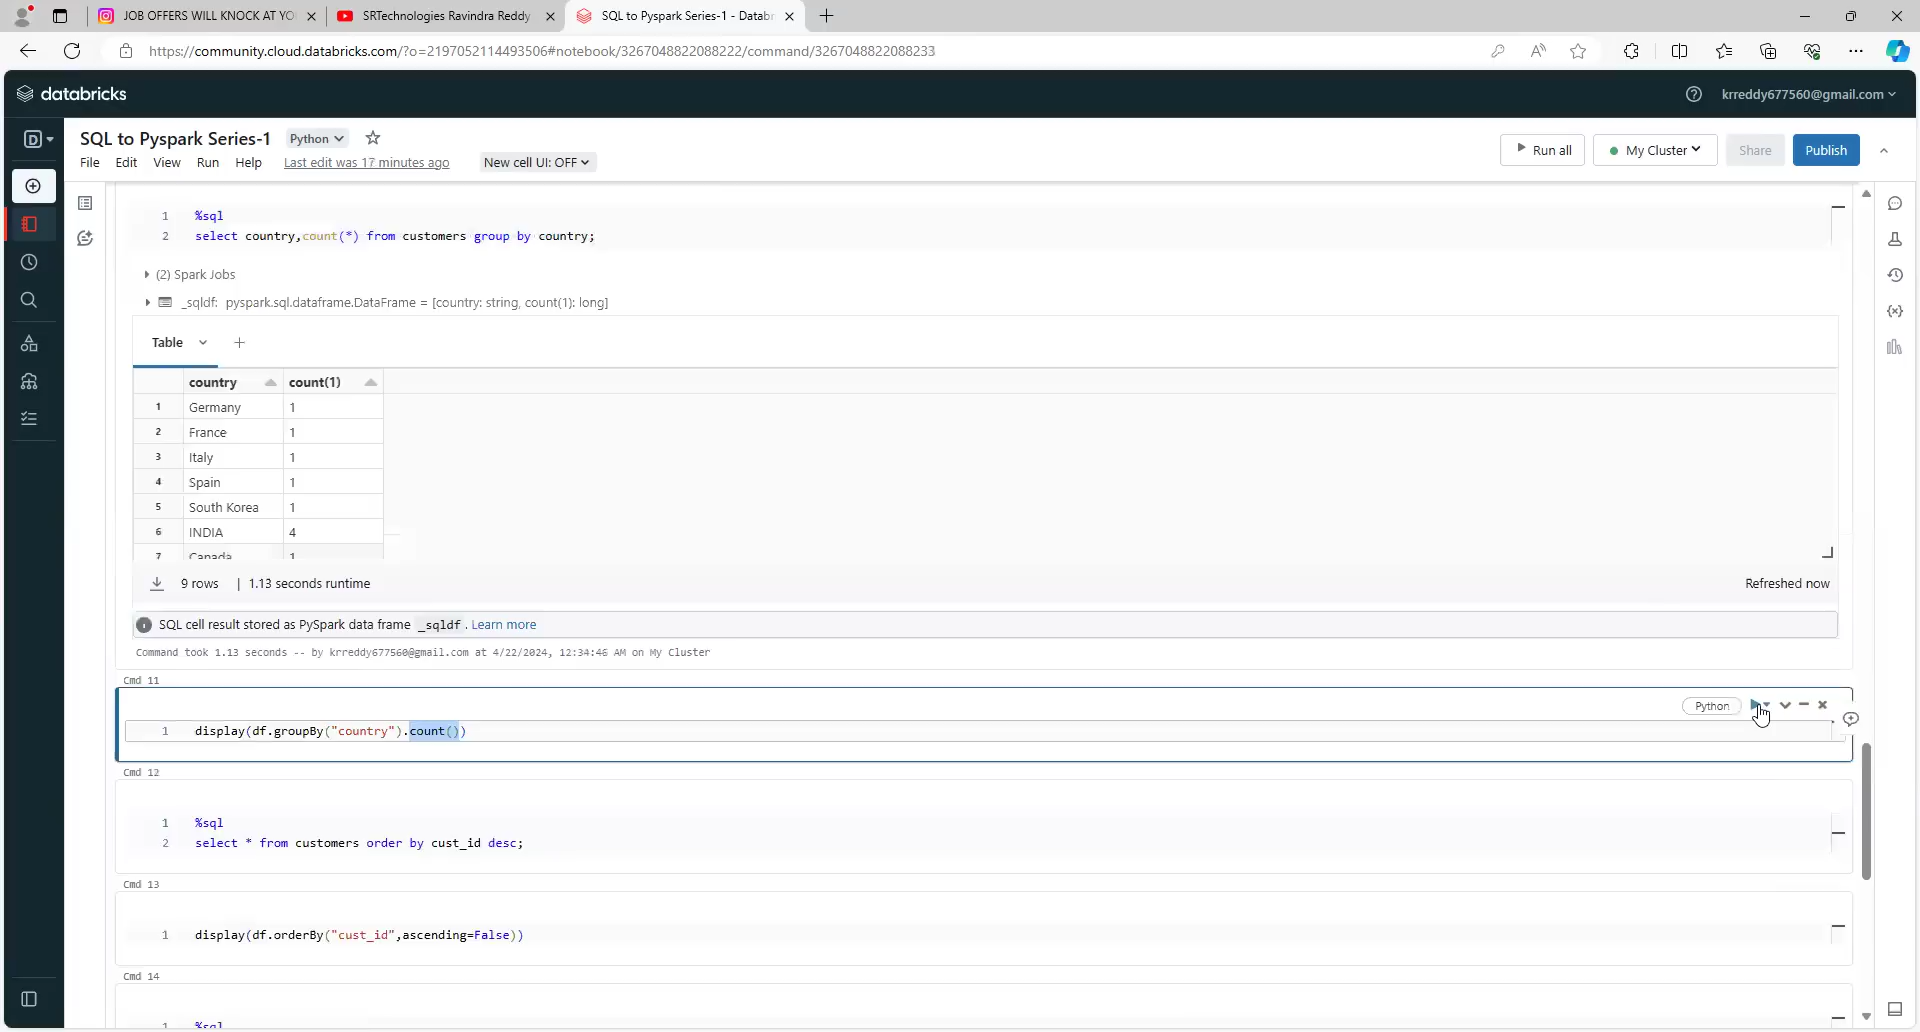 JOB OFFERS WILL KNOCK AT YO
SRTechnologies Ravindra Reddy
SQL to Pyspark Series-1 - Datab
https://community.cloud.databricks.com/?o=2197052114493506#notebook/3267048822088222/command/3267048822088233
databricks
krreddy677560@gmail.com
D
SQL to Pyspark Series-1
Python
File
Edit
View
Run
Help
Last edit was 17 minutes ago
New cell UI: OFF
Run all
My Cluster
Share
Publish
1 %sql
2 select country,count(*) from customers group by country;
(2) Spark Jobs
_sqldf: pyspark.sql.dataframe.DataFrame = [country: string, count(1): long]
Table
country count(1)
1 Germany 1
2 France 1
3 Italy 1
4 Spain 1
5 South Korea 1
6 INDIA 4
7 Canada 1
9 rows | 1.13 seconds runtime
Refreshed now
SQL cell result stored as PySpark data frame _sqldf. Learn more
Command took 1.13 seconds -- by krreddy677560@gmail.com at 4/22/2024, 12:34:46 AM on My Cluster
Cmd 11
Python
1 display(df.groupBy("country").count())
Cmd 12
1 %sql
2 select * from customers order by cust_id desc;
Cmd 13
1 display(df.orderBy("cust_id",ascending=False))
Cmd 14
1 %sql